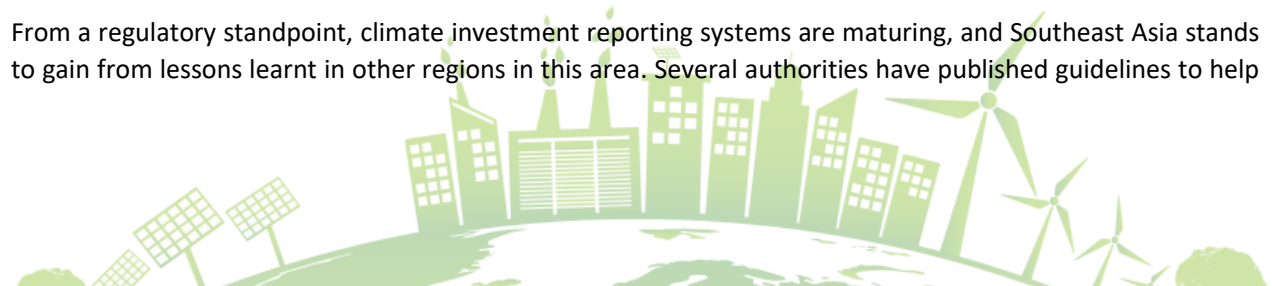 From a regulatory standpoint, climate investment reporting systems are maturing, and Southeast Asia stands
to gain from lessons learnt in other regions in this area. Several authorities have published guidelines to help